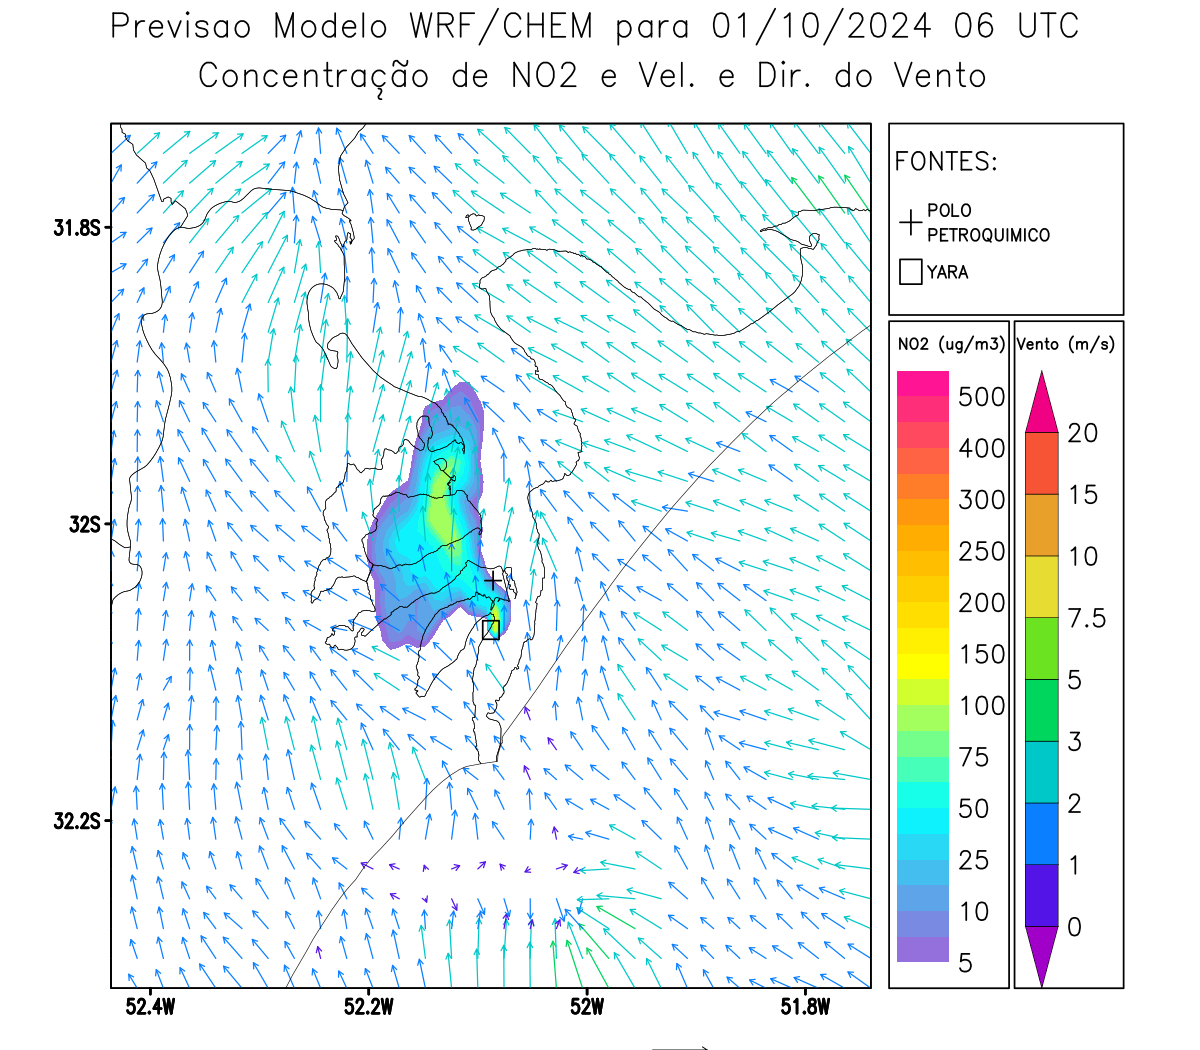 Previsao Modelo WRF/CHEM para 01/10/2024 06 UTC
Concentração de NO2 e Vel. e Dir. do Vento
FONTES:
POLO
PETROQUIMICO
YARA
31.8S
32S
32.2S
52.4W
52.2W
52W
51.8W
NO2 (ug/m3)
500
400
300
250
200
150
100
75
50
25
10
5
Vento (m/s)
20
15
10
7.5
5
3
2
1
0